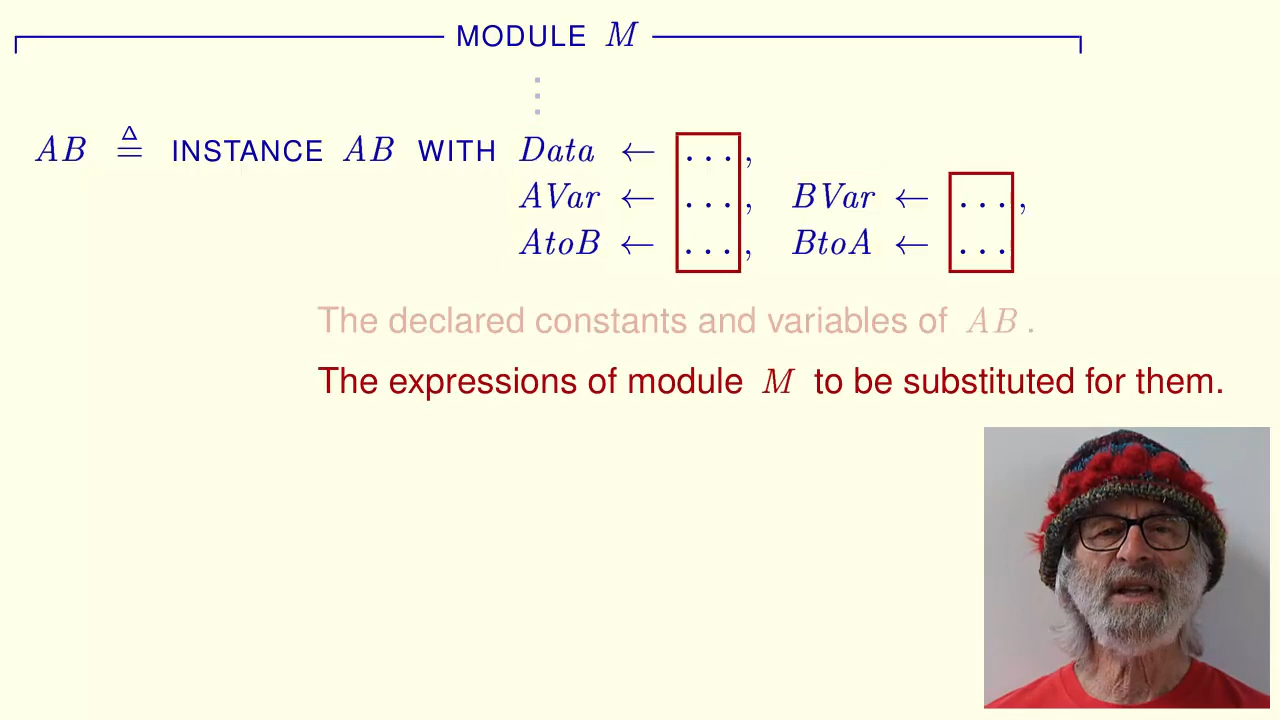 MODULE M
⋮
AB ≜ INSTANCE AB WITH Data ← ... ,
AVar ← ... , BVar ← ... ,
AtoB ← ... , BtoA ← ...
The declared constants and variables of AB .
The expressions of module M to be substituted for them.